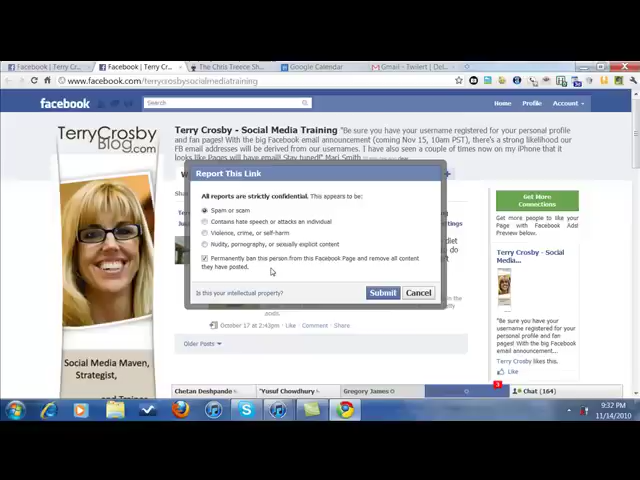 Facebook | Terry C
Facebook | Terry Cr
The Chris Treece Sh
Google Calendar
Gmail - Twilert | Del
www.facebook.com/terrycrosbysocialmediatraining
facebook
Search
Home Profile Account
TerryCrosby
Blog.com
Terry Crosby - Social Media Training "Be sure you have your username registered for your personal
profile and fan pages! With the big Facebook email announcement (coming Nov 15, 10am PST), there's a strong likelihood our
FB email addresses will be derived from our usernames. I have also seen a couple of times now on my iPhone that it
looks like Pages will have email! Stay tuned!" Mari Smith
Report This Link
All reports are strictly confidential. This appears to be:
Spam or scam
Contains hate speech or attacks an individual
Violence, crime, or self-harm
Nudity, pornography, or sexually explicit content
Permanently ban this person from this Facebook Page and remove all content
they have posted.
Is this your intellectual property?
Submit Cancel
posts.
October 17 at 2:43pm · Like · Comment · Share
Older Posts
Get More
Connections
Get more people to
like your Page with
Facebook Ads!
Preview below.
Terry Crosby - Social
Media...
"Be sure you have your
username registered for
your personal profile and
fan pages! With the big
Facebook email
announcement...
Terry Crosby likes this.
Like
Social Media Maven,
Strategist,
and Trainer
Chetan Deshpande
'Yusuf Chowdhury
Gregory James
3
Chat (164)
9:32 PM
11/14/2010